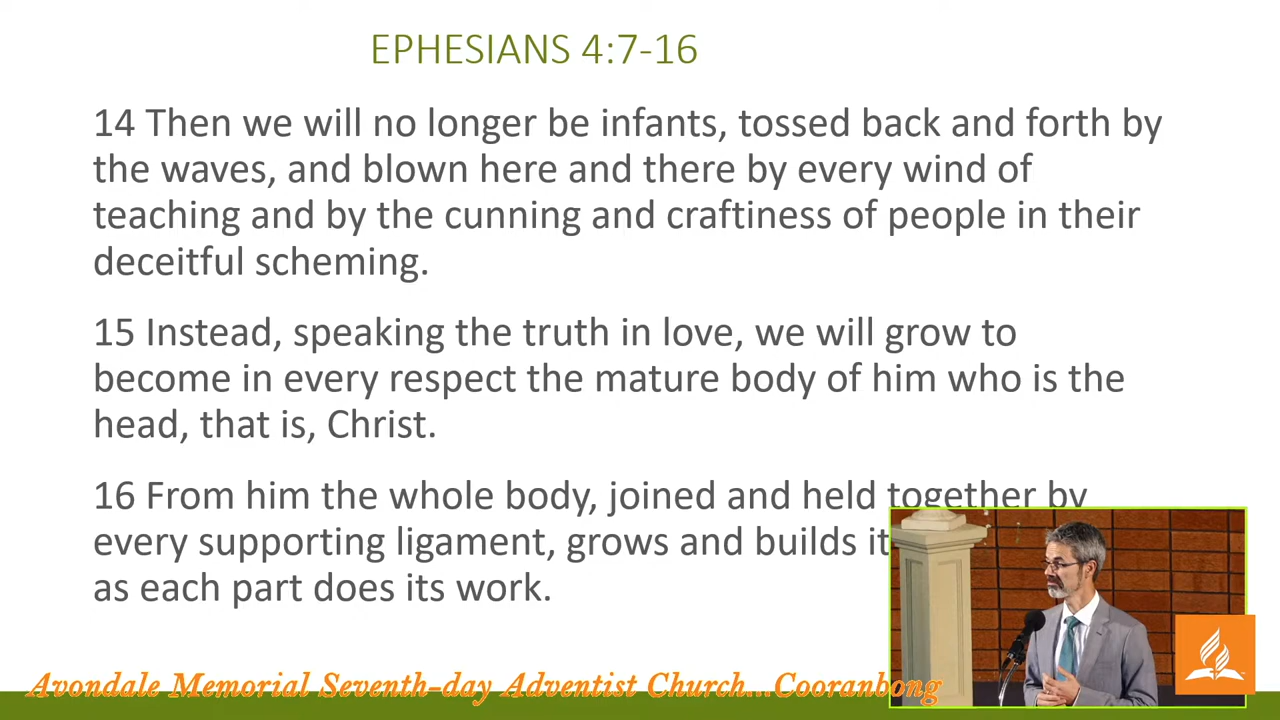 EPHESIANS 4:7-16
14 Then we will no longer be infants, tossed back and forth by
the waves, and blown here and there by every wind of
teaching and by the cunning and craftiness of people in their
deceitful scheming.
15 Instead, speaking the truth in love, we will grow to
become in every respect the mature body of him who is the
head, that is, Christ.
16 From him the whole body, joined and held together by
every supporting ligament, grows and builds it
as each part does its work.
Avondale Memorial Seventh-day Adventist Church...Cooranbong